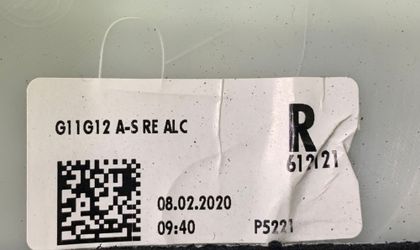 G11G12 A-S RE ALC
R
612121
08.02.2020
09:40 P5221